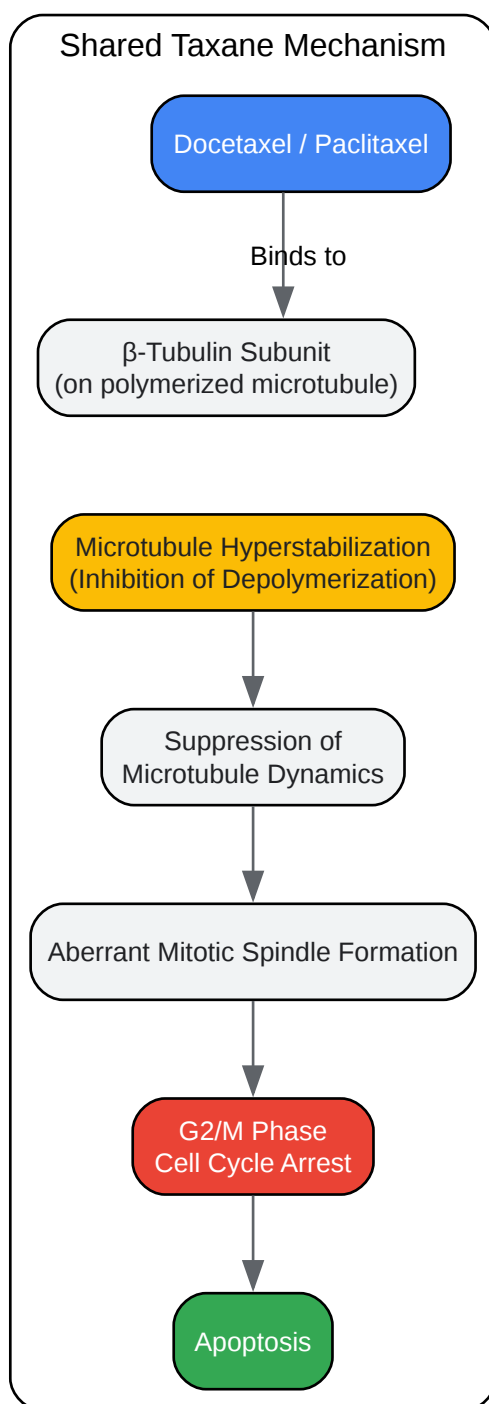 Shared Taxane Mechanism
Docetaxel / Paclitaxel
Binds to
β-Tubulin Subunit
(on polymerized microtubule)
Microtubule Hyperstabilization
(Inhibition of Depolymerization)
Suppression of
Microtubule Dynamics
Aberrant Mitotic Spindle Formation
G2/M Phase
Cell Cycle Arrest
Apoptosis